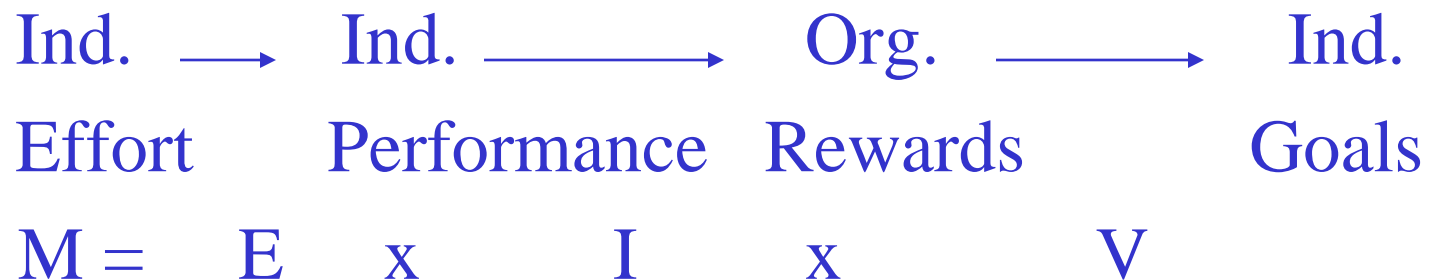 Ind. Ind. Org. Ind.
Effort Performance Rewards Goals
M = E x I x V